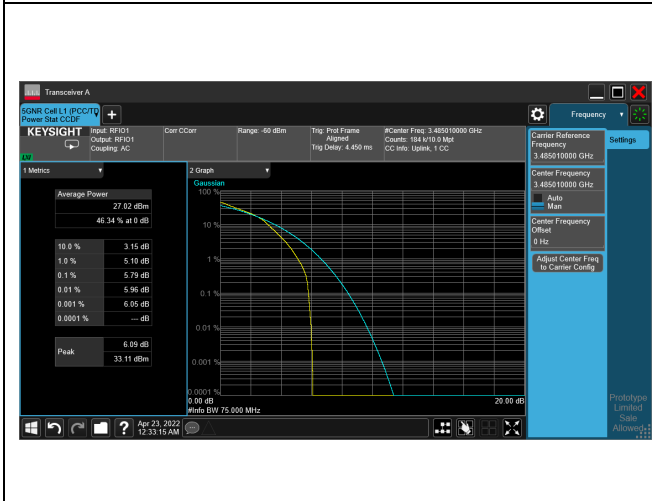 Transceiver A
5GNR Cell L1 (PCC/TD
Power Stat CCDF
Frequency
KEYSIGHT
LVI
Input: RFIO1
Output: RFIO1
Coupling: AC
Corr CCorr
Range: -60 dBm
Trig: Prot Frame
Aligned
Trig Delay: 4.450 ms
#Center Freq: 3.485010000 GHz
Counts: 184 k/10.0 Mpt
CC Info: Uplink, 1 CC
1 Metrics
Average Power
27.02 dBm
46.34 % at 0 dB
10.0 % 3.15 dB
1.0 % 5.10 dB
0.1 % 5.79 dB
0.01 % 5.96 dB
0.001 % 6.05 dB
0.0001 % --- dB
Peak
6.09 dB
33.11 dBm
2 Graph
Gaussian
100 %
10 %
1 %
0.1 %
0.01 %
0.001 %
0.0001 %
0.00 dB
20.00 dB
#Info BW 75.000 MHz
Carrier Reference
Frequency
3.485010000 GHz
Center Frequency
3.485010000 GHz
Auto
Man
Center Frequency
Offset
0 Hz
Adjust Center Freq
to Carrier Config
Settings
Prototype
Limited
Sale
Allowed
?
Apr 23, 2022
12:33:15 AM